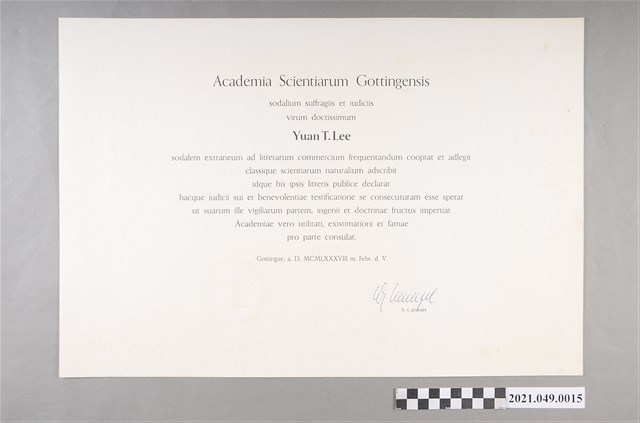 Academia Scientiarum Gottingensis
sodalium suffragiis et iudiciis
virum doctissimum
Yuan T. Lee
sodalem extraneum ad litterarum commercium frequentandum cooptat et adlegit
classique scientiarum naturalium adscribit
idque his ipsis litteris publice declarat
hacque iudicii sui et benevolentiae testificatione se consecuturam esse sperat
ut suarum ille vigiliarum partem, ingenii et doctrinae fructus impertiat
Academiae vero utilitati, existimationi et famae
pro parte consulat.
Gottingae, a. D. MCMLXXXVIII m. Febr. d. V
h. t. praeses
2021.049.0015